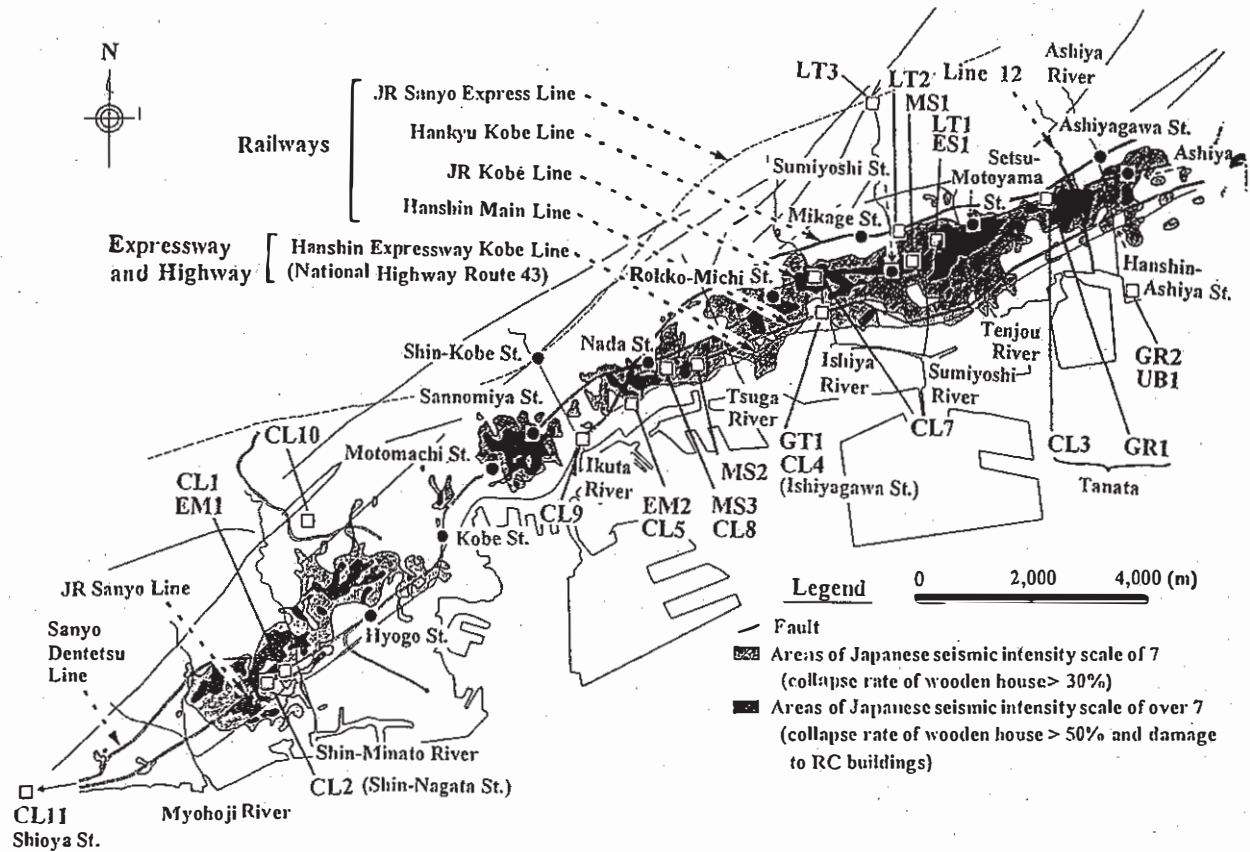 N
Railways
JR Sanyo Express Line
Hankyu Kobe Line
JR Kobe Line
Hanshin Main Line
Expressway
and Highway
Hanshin Expressway Kobe Line
(National Highway Route 43)
LT3
LT2
MS1
LT1
ES1
Line 12
Ashiya
River
Ashiyagawa St.
Ashiya
Setsu-
Motoyama
St.
Sumiyoshi St.
Mikage St.
Rokko-Michi St.
Hanshin-
Ashiya St.
Shin-Kobe St.
Nada St.
Sannomiya St.
Motomachi St.
Tsuga
River
Ishiya
River
Sumiyoshi
River
Tenjou
River
GR2
UB1
CL7
CL3
GR1
Tanata
GT1
CL4
(Ishiyagawa St.)
MS2
MS3
CL8
EM2
CL5
Ikuta
River
CL9
CL10
CL1
EM1
Kobe St.
JR Sanyo Line
Sanyo
Dentetsu
Line
Hyogo St.
Shin-Minato River
CL2 (Shin-Nagata St.)
Myohoji River
CL11
Shioya St.
Legend
0 2,000 4,000 (m)
Fault
Areas of Japanese seismic intensity scale of 7
(collapse rate of wooden house> 30%)
Areas of Japanese seismic intensity scale of over 7
(collapse rate of wooden house > 50% and damage
to RC buildings)